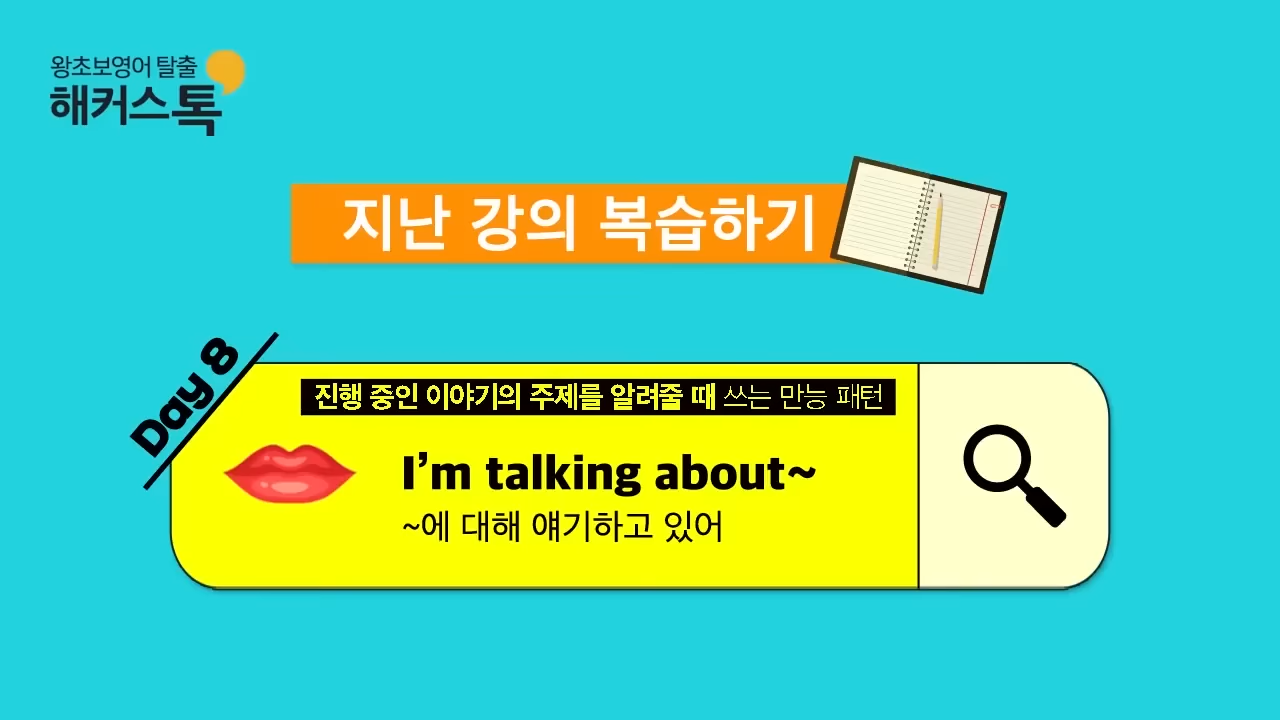 왕초보영어 탈출
해커스톡
지난 강의 복습하기
Day 8
진행 중인 이야기의 주제를 알려줄 때 쓰는 만능 패턴
I’m talking about~
~에 대해 얘기하고 있어